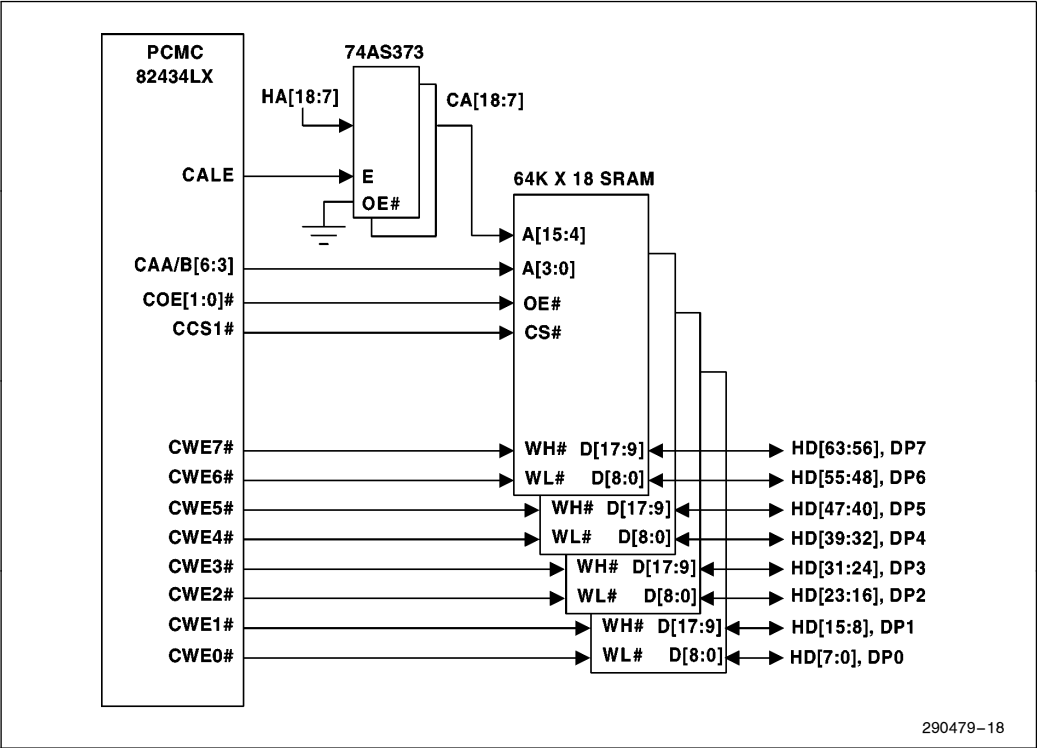 PCMC
82434LX
74AS373
HA[18:7]
CA[18:7]
CALE
E
OE#
64K X 18 SRAM
CAA/B[6:3]
A[15:4]
A[3:0]
COE[1:0]#
OE#
CCS1#
CS#
CWE7# WH# D[17:9] HD[63:56], DP7
CWE6# WL# D[8:0] HD[55:48], DP6
CWE5# WH# D[17:9] HD[47:40], DP5
CWE4# WL# D[8:0] HD[39:32], DP4
CWE3# WH# D[17:9] HD[31:24], DP3
CWE2# WL# D[8:0] HD[23:16], DP2
CWE1# WH# D[17:9] HD[15:8], DP1
CWE0# WL# D[8:0] HD[7:0], DP0
290479–18